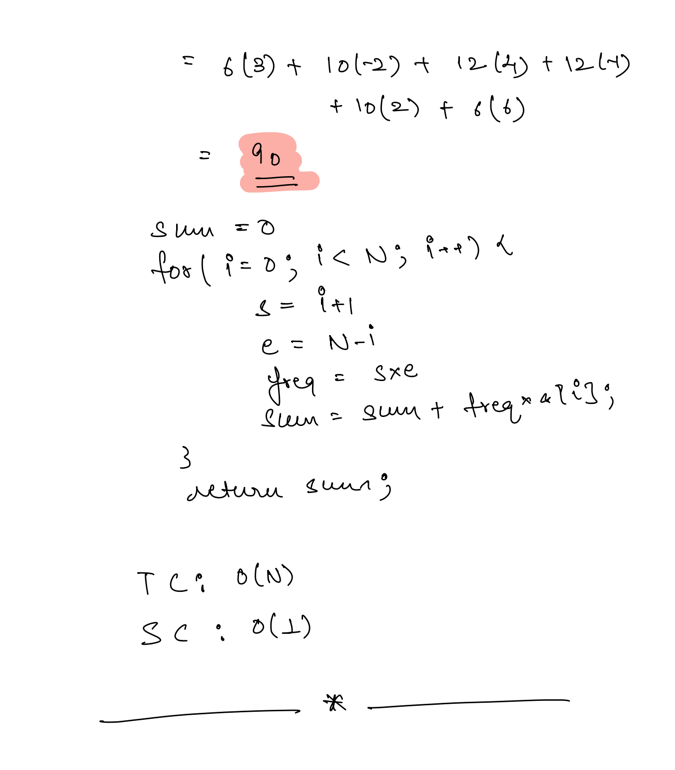 = 6(3) + 10(-2) + 12(4) + 12(-1)
+ 10(2) + 6(6)
= 90
sum = 0
for( i=0; i< N; i++) {
s = i+1
e = N-i
freq = s×e
sum = sum + freq * a[i];
}
return sum;
TC: O(N)
SC: O(1)
*